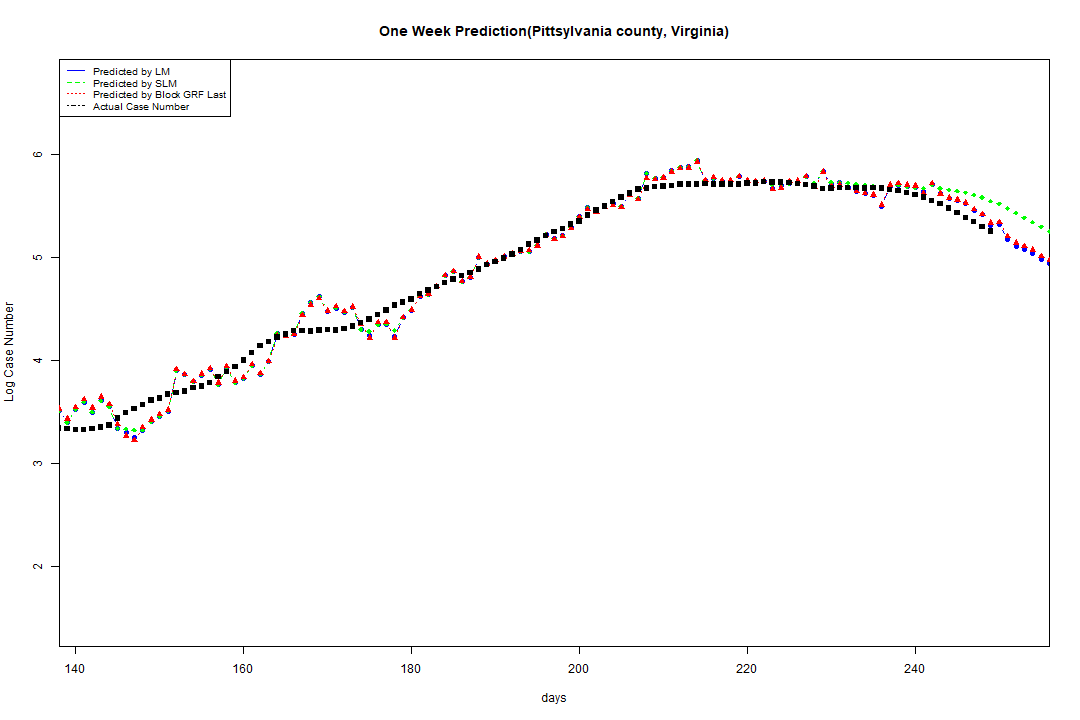 One Week Prediction(Pittsylvania county, Virginia)
Predicted by LM
Predicted by SLM
Predicted by Block GRF Last
Actual Case Number
6
5
4
3
2
Log Case Number
140 160 180 200 220 240
days